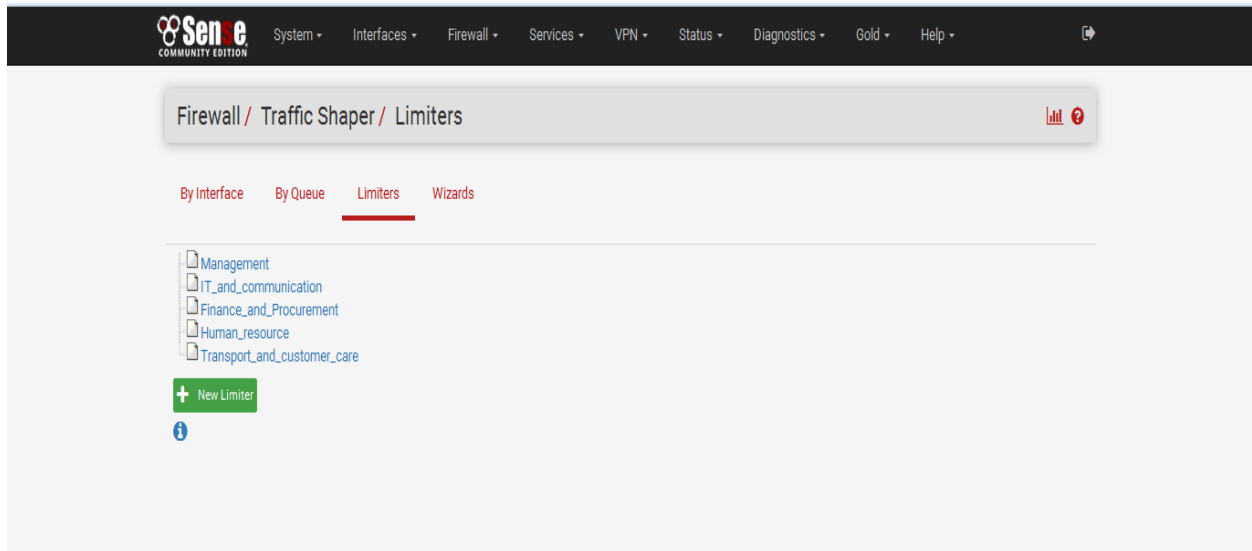 Sense
COMMUNITY EDITION
System Interfaces Firewall Services VPN Status Diagnostics Gold Help
Firewall / Traffic Shaper / Limiters
By Interface By Queue Limiters Wizards
Management
IT_and_communication
Finance_and_Procurement
Human_resource
Transport_and_customer_care
New Limiter